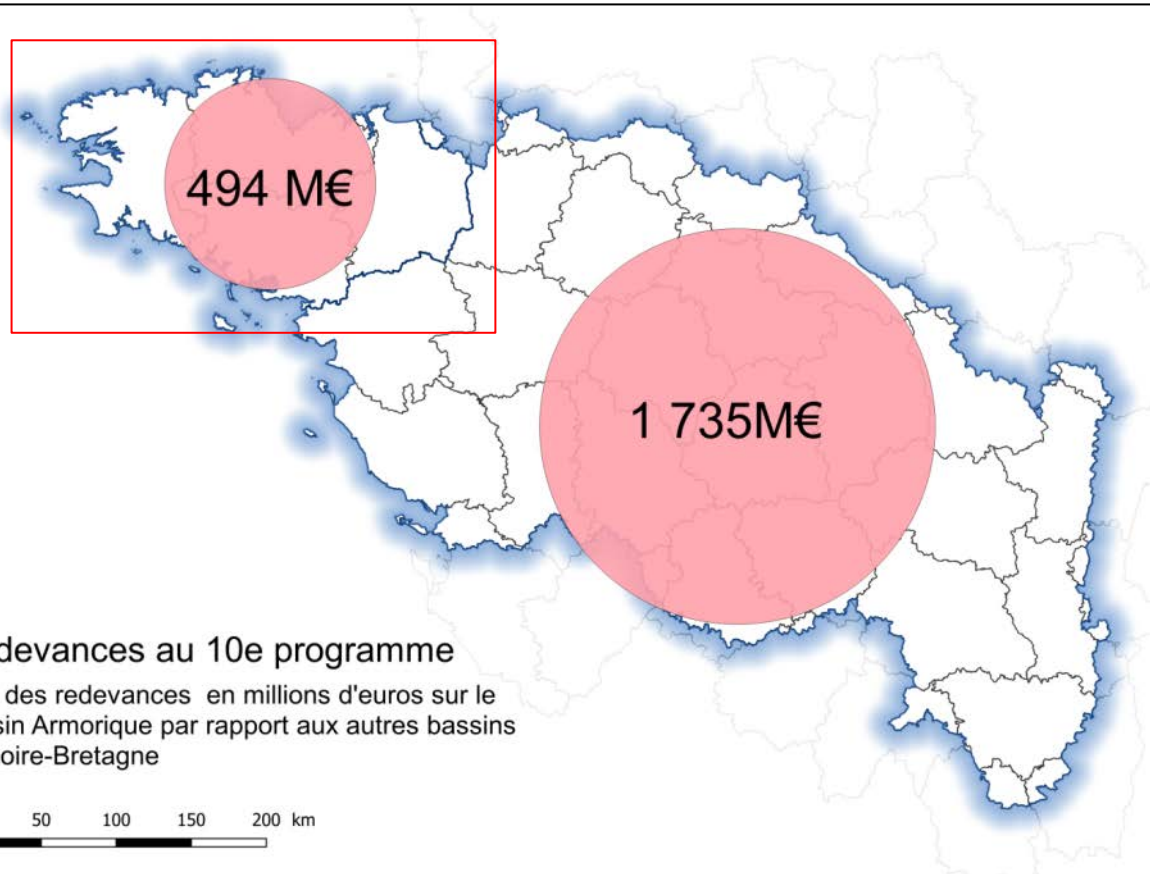 494 M€
1 735M€
devances au 10e programme
des redevances en millions d'euros sur le
sin Armorique par rapport aux autres bassins
oire-Bretagne
50 100 150 200 km